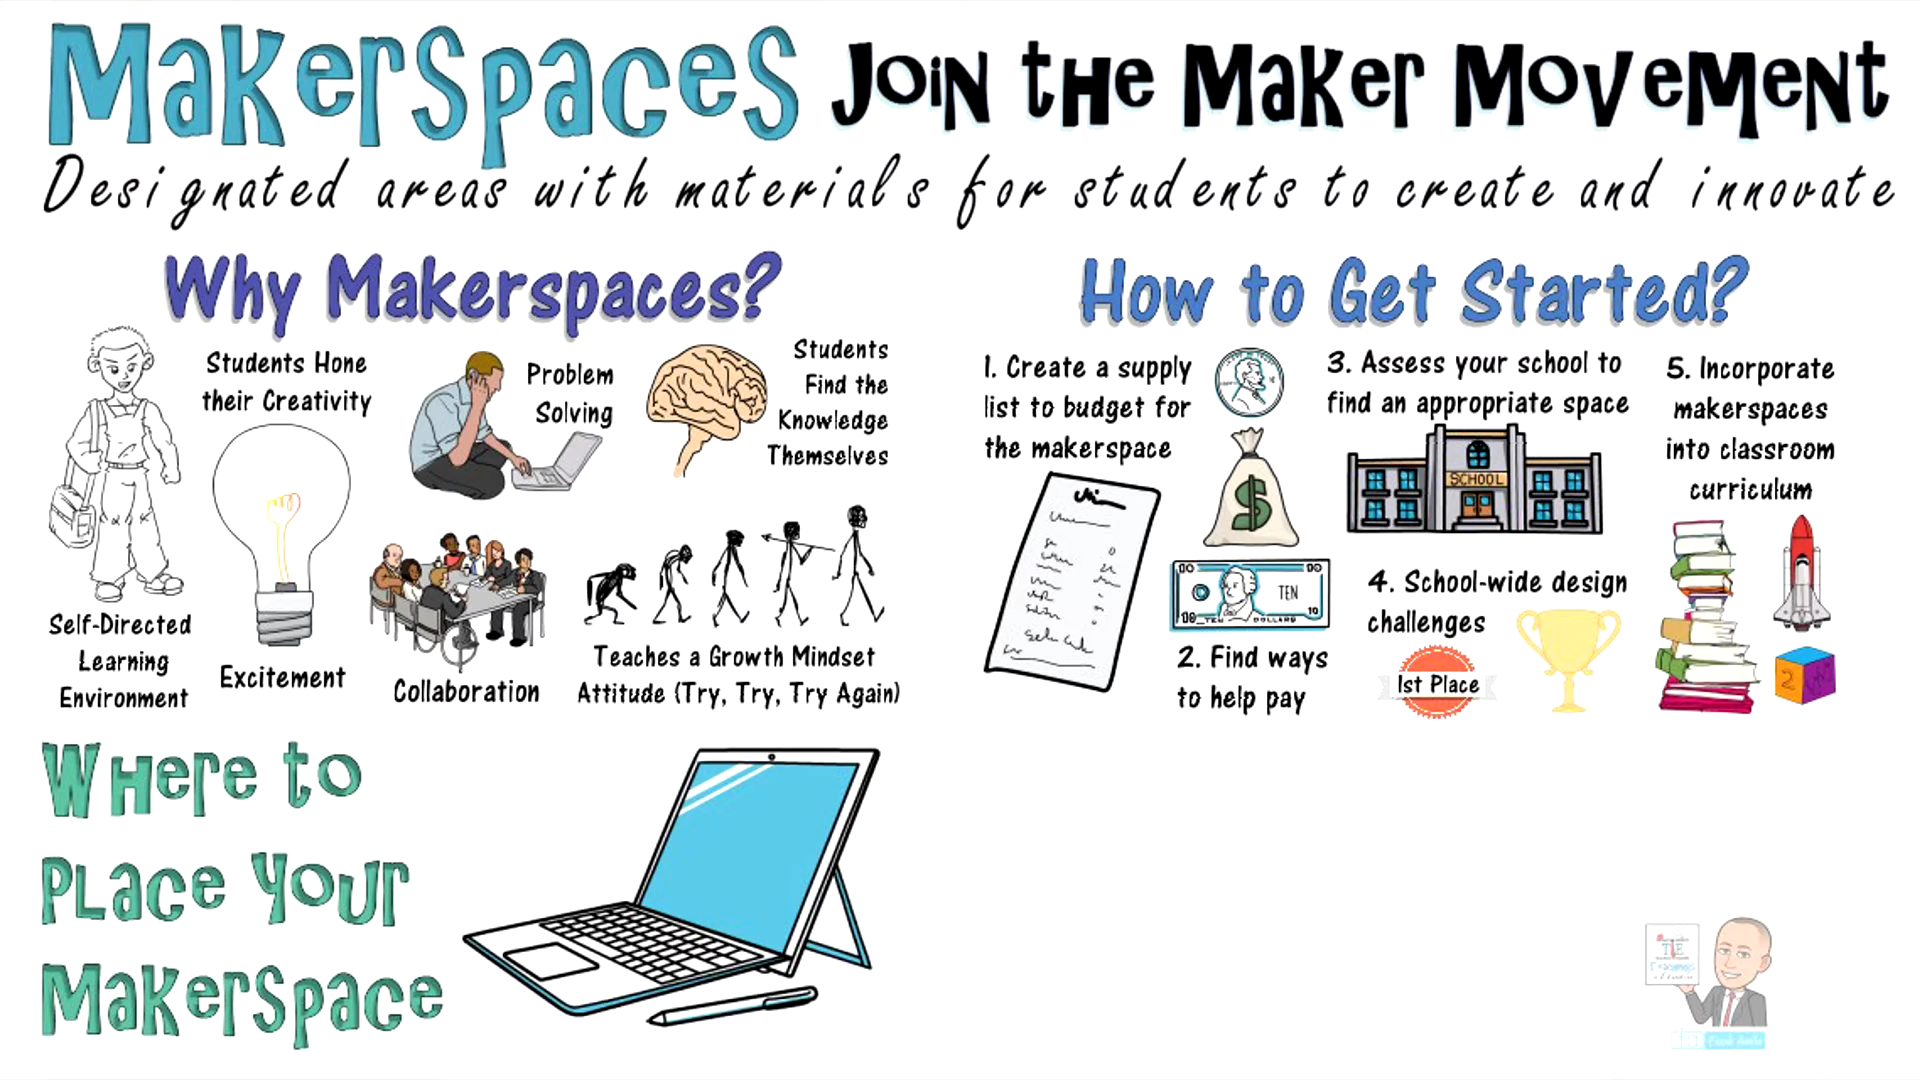 Makerspaces Join the Maker Movement
Designated areas with materials for students to create and innovate
Why Makerspaces?
Students Hone
their Creativity
Problem
Solving
Students
Find the
Knowledge
Themselves
Self-Directed
Learning
Environment
Excitement
Collaboration
Teaches a Growth Mindset
Attitude (Try, Try, Try Again)
How to Get Started?
1. Create a supply
list to budget for
the makerspace
$
TEN
10
TEN DOLLARS
2. Find ways
to help pay
3. Assess your school to
find an appropriate space
SCHOOL
4. School-wide design
challenges
1st Place
5. Incorporate
makerspaces
into classroom
curriculum
2
Where to
Place Your
Makerspace